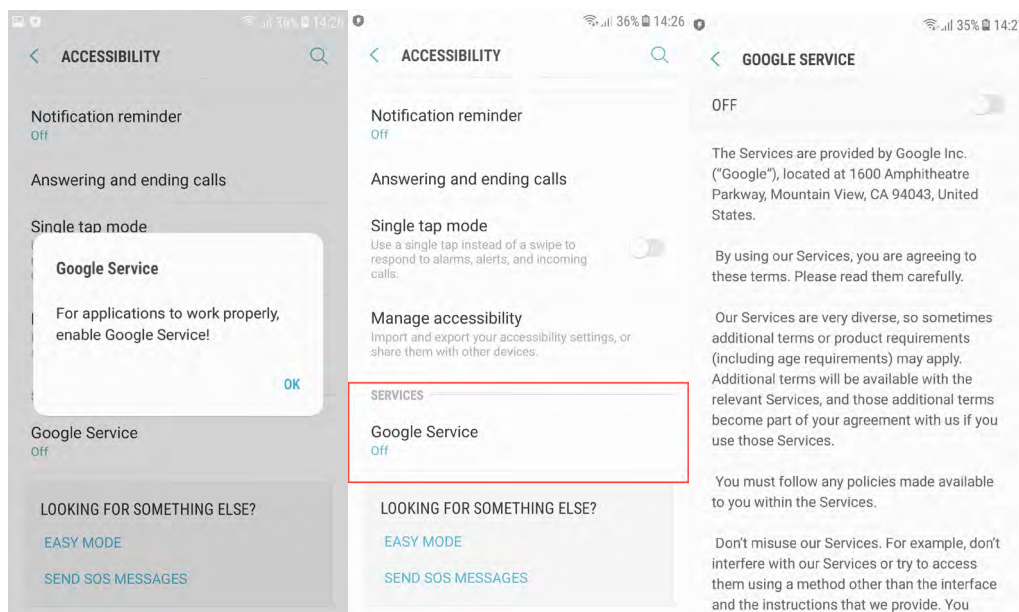 36% 14:26
ACCESSIBILITY
Notification reminder
Off
Answering and ending calls
Single tap mode
Google Service
For applications to work properly,
enable Google Service!
OK
Google Service
Off
LOOKING FOR SOMETHING ELSE?
EASY MODE
SEND SOS MESSAGES
36% 14:26
ACCESSIBILITY
Notification reminder
Off
Answering and ending calls
Single tap mode
Use a single tap instead of a swipe to
respond to alarms, alerts, and incoming
calls.
Manage accessibility
Import and export your accessibility settings, or
share them with other devices.
SERVICES
Google Service
Off
LOOKING FOR SOMETHING ELSE?
EASY MODE
SEND SOS MESSAGES
35% 14:2
GOOGLE SERVICE
OFF
The Services are provided by Google Inc.
(“Google”), located at 1600 Amphitheatre
Parkway, Mountain View, CA 94043, United
States.
By using our Services, you are agreeing to
these terms. Please read them carefully.
Our Services are very diverse, so sometimes
additional terms or product requirements
(including age requirements) may apply.
Additional terms will be available with the
relevant Services, and those additional terms
become part of your agreement with us if you
use those Services.
You must follow any policies made available
to you within the Services.
Don’t misuse our Services. For example, don’t
interfere with our Services or try to access
them using a method other than the interface
and the instructions that we provide. You